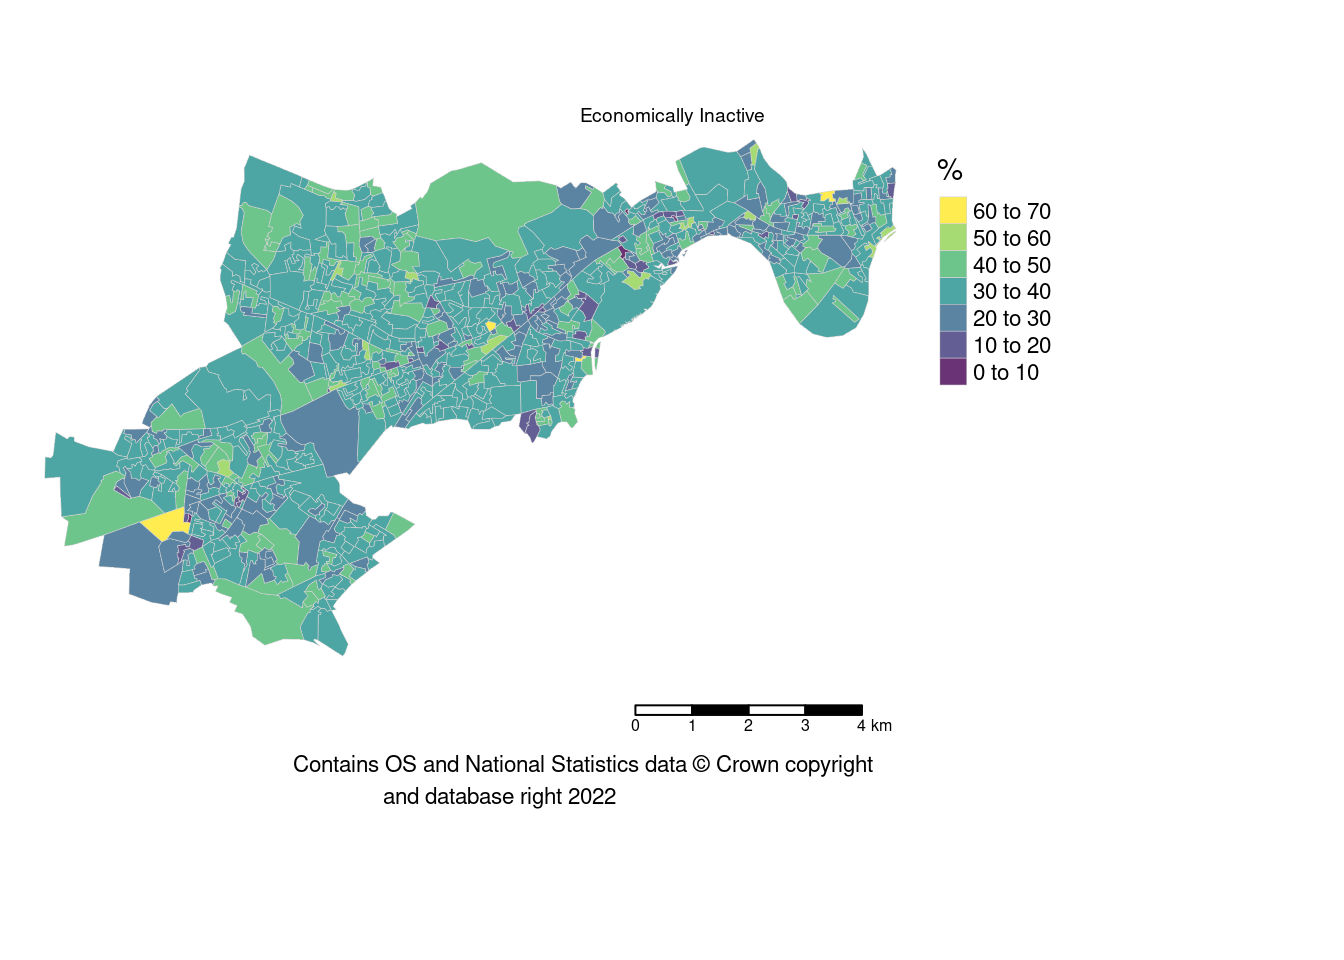 Economically Inactive
%
60 to 70
50 to 60
40 to 50
30 to 40
20 to 30
10 to 20
0 to 10
0 1 2 3 4 km
Contains OS and National Statistics data © Crown copyright
and database right 2022